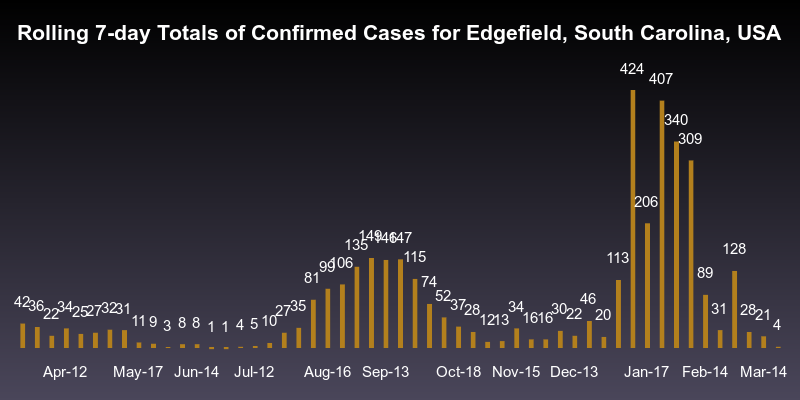 Rolling 7-day Totals of Confirmed Cases for Edgefield, South Carolina, USA
42 36 22 34 25 27 32 31 11 9 3 8 8 1 1 4 5 10 27 35 81 99 106 135 149 146 147 115 74 52 37 28 12 13 34 16 16 30 22 46 20 113 424 206 407 340 309 89 31 128 28 21 4
Apr-12 May-17 Jun-14 Jul-12 Aug-16 Sep-13 Oct-18 Nov-15 Dec-13 Jan-17 Feb-14 Mar-14